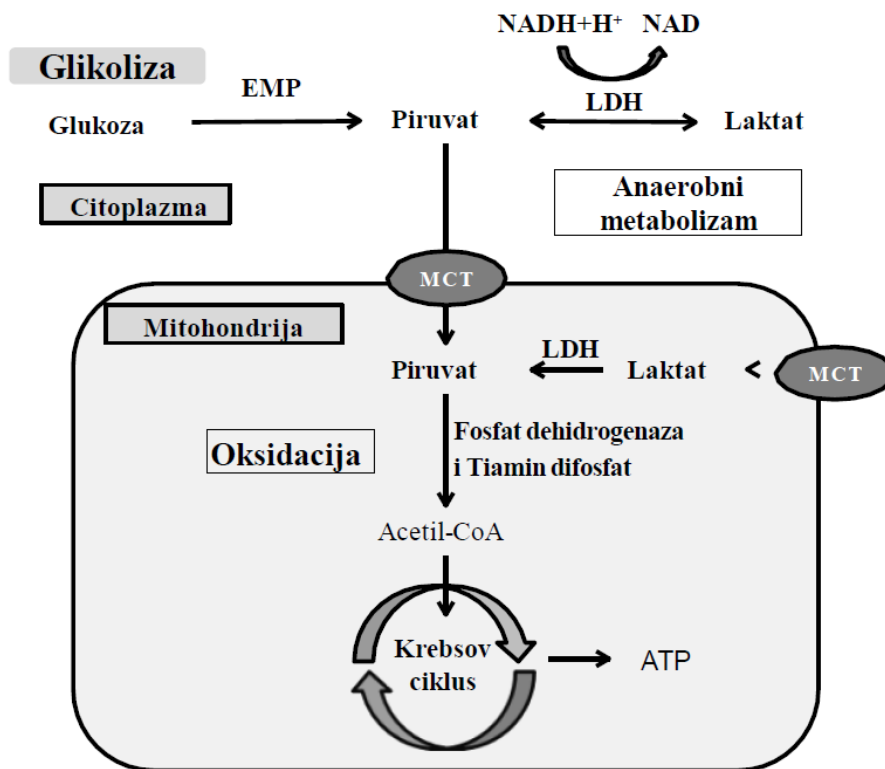 NADH+H⁺ NAD
Glikoliza
EMP
LDH
Glukoza
Piruvat
Laktat
Citoplazma
Anaerobni
metabolizam
MCT
Mitohondrija
LDH
Piruvat
Laktat
MCT
Oksidacija
Fosfat dehidrogenaza
i Tiamin difosfat
Acetil-CoA
Krebsov
ciklus
ATP